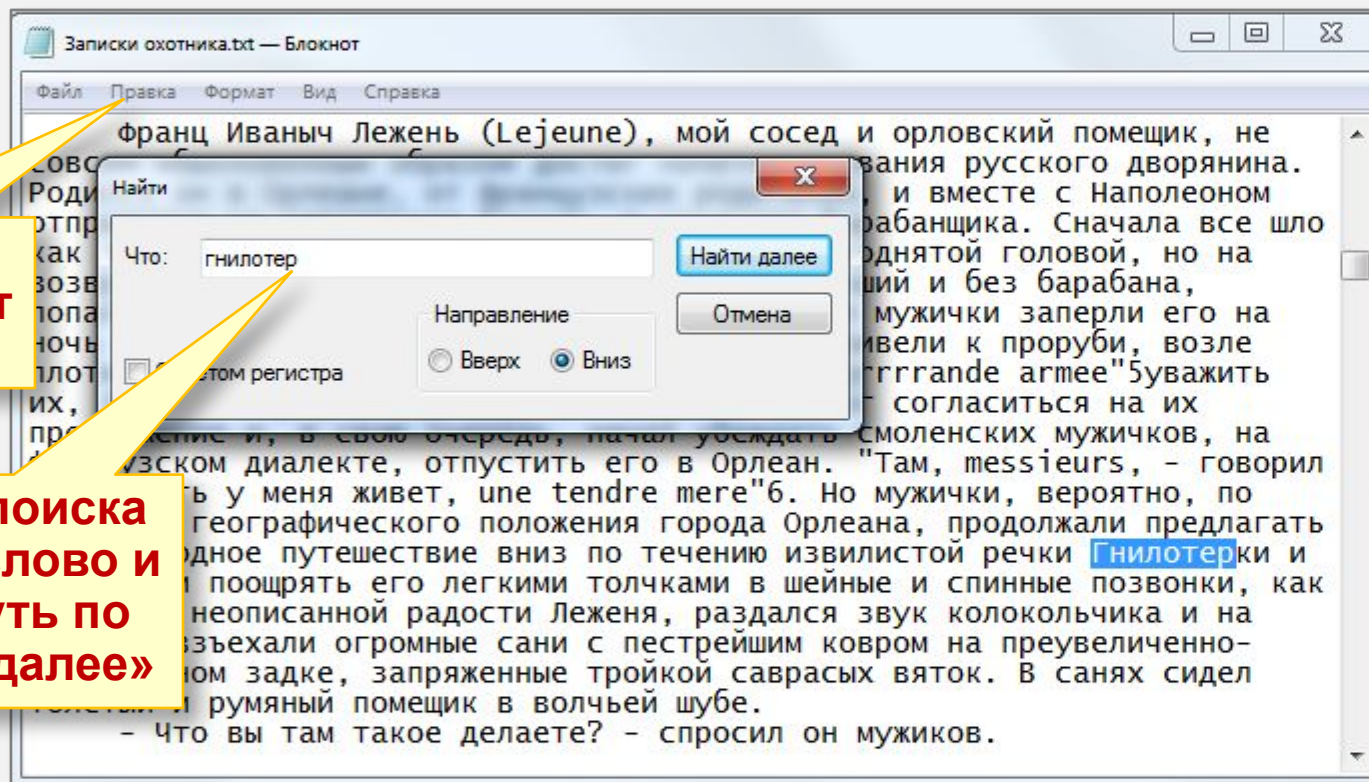 Записки охотника.txt — Блокнот
Файл Правка Формат Вид Справка
Франц Иваныч Лежень (Lejeune), мой сосед и орловский помещик, не
вания русского дворянина.
, и вместе с Наполеоном
рабанщика. Сначала все шло
как однятой головой, но на
ший и без барабана,
мужички заперли его на
ивели к проруби, возле
rrrrande armee"5уважить
их, согласиться на их
смоленских мужичков, на
узском диалекте, отпустить его в Орлеан. "Там, messieurs, - говорил
ть у меня живет, une tendre mere"6. Но мужички, вероятно, по
географического положения города Орлеана, продолжали предлагать
дное путешествие вниз по течению извилистой речки Гнилотерки и
и поощрять его легкими толчками в шейные и спинные позвонки, как
неописанной радости Леженя, раздался звук колокольчика и на
взъехали огромные сани с пестрейшим ковром на преувеличенно-
ном задке, запряженные тройкой саврасых вяток. В санях сидел
и румяный помещик в волчьей шубе.
- Что вы там такое делаете? - спросил он мужиков.
Найти
Что: гнилотер
Найти далее
Направление
Отмена
Вверх Вниз
етом регистра
т
поиска
лово и
уть по
далее»